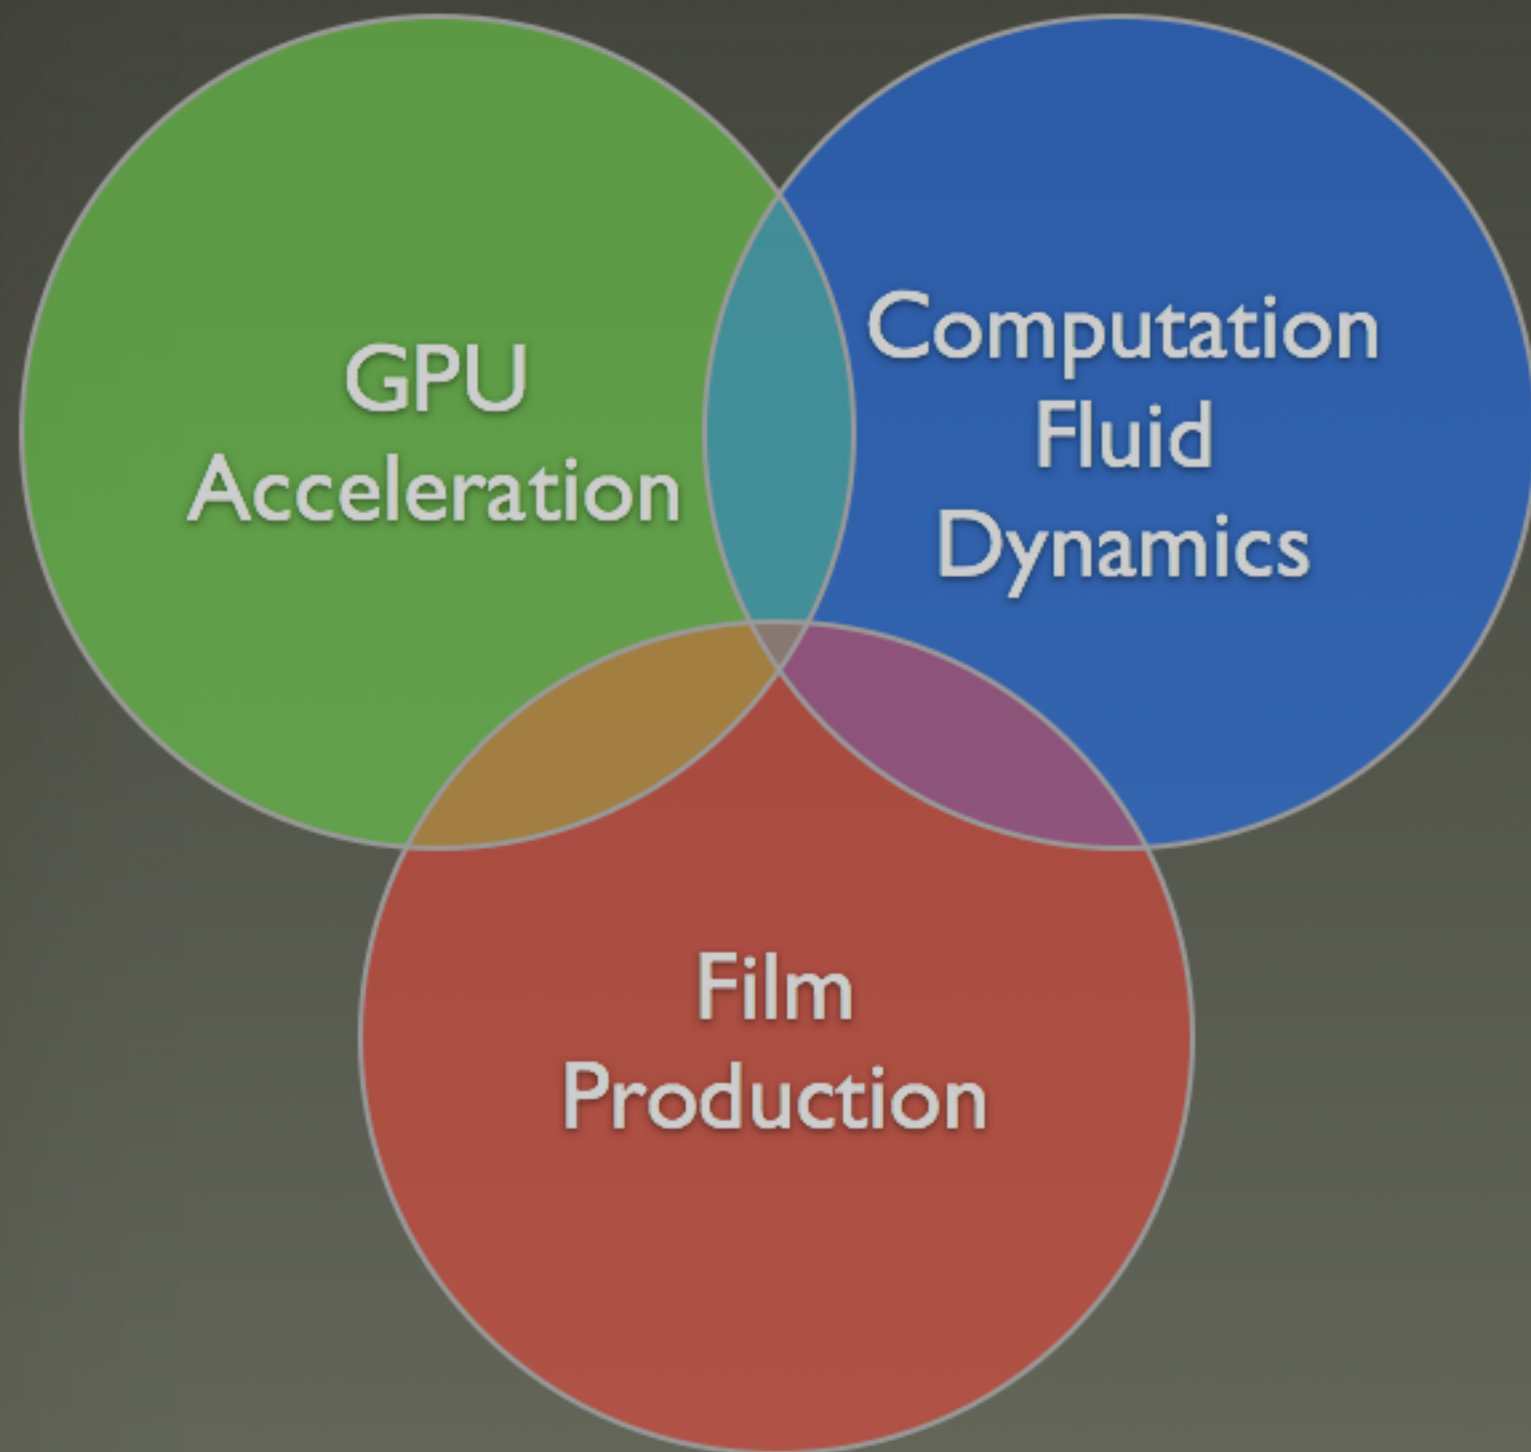 GPU
Acceleration
Computation
Fluid
Dynamics
Film
Production